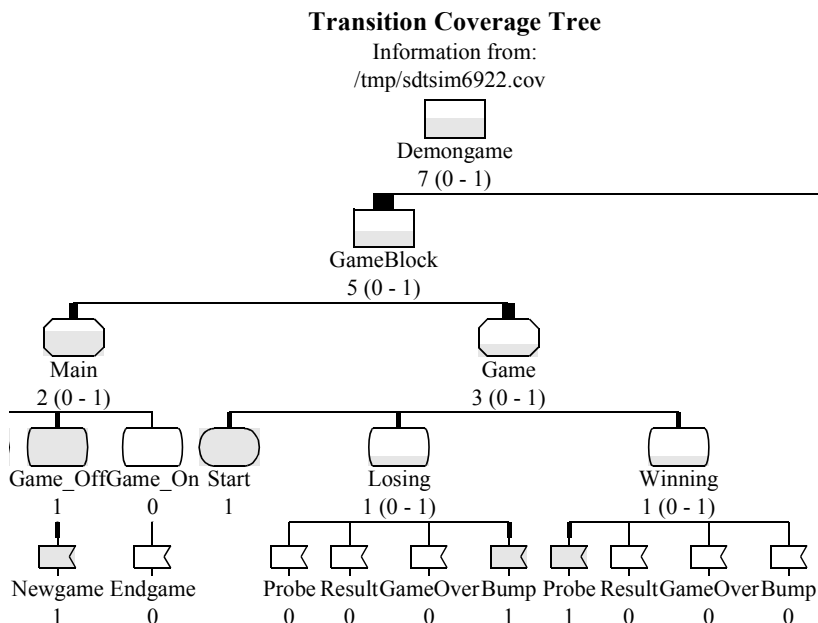 Transition Coverage Tree
Information from:
/tmp/sdtsim6922.cov
Demongame
7 (0 - 1)
GameBlock
5 (0 - 1)
Main Game
2 (0 - 1) 3 (0 - 1)
Game_Off Game_On Start Losing Winning
1 0 1 1 (0 - 1) 1 (0 - 1)
Newgame Endgame Probe Result GameOver Bump Probe Result GameOver Bump
1 0 0 0 0 1 1 0 0 0